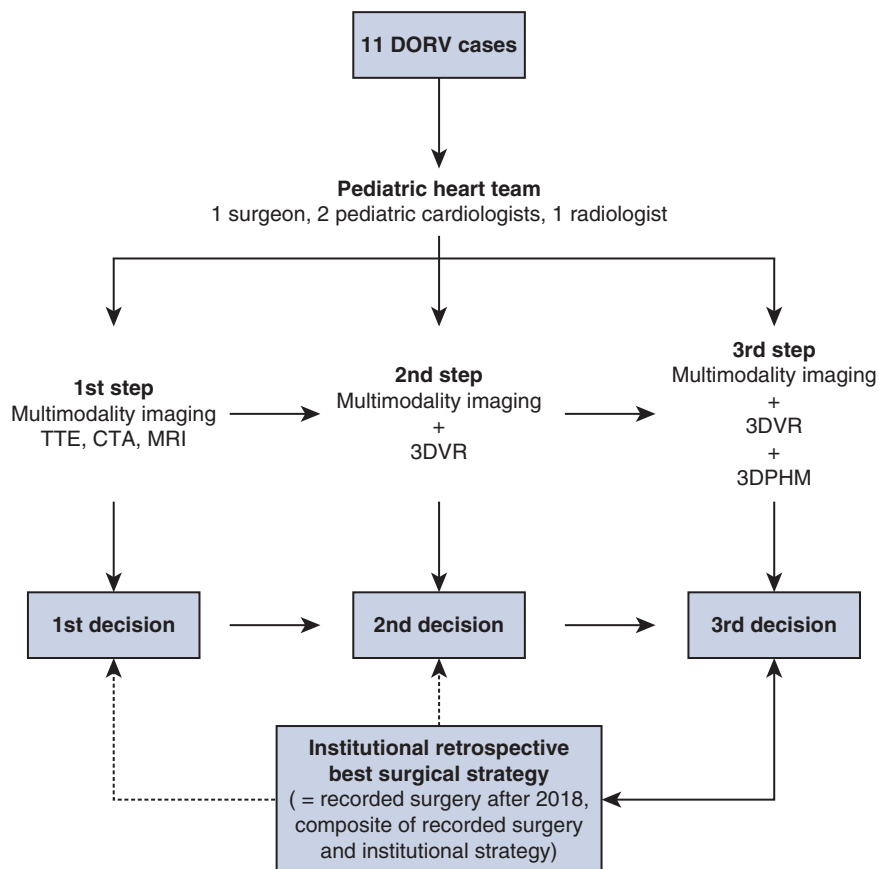 11 DORV cases
Pediatric heart team
1 surgeon, 2 pediatric cardiologists, 1 radiologist
1st step
Multimodality imaging
TTE, CTA, MRI
2nd step
Multimodality imaging
+
3DVR
3rd step
Multimodality imaging
+
3DVR
+
3DPHM
1st decision
2nd decision
3rd decision
Institutional retrospective
best surgical strategy
( = recorded surgery after 2018,
composite of recorded surgery
and institutional strategy)